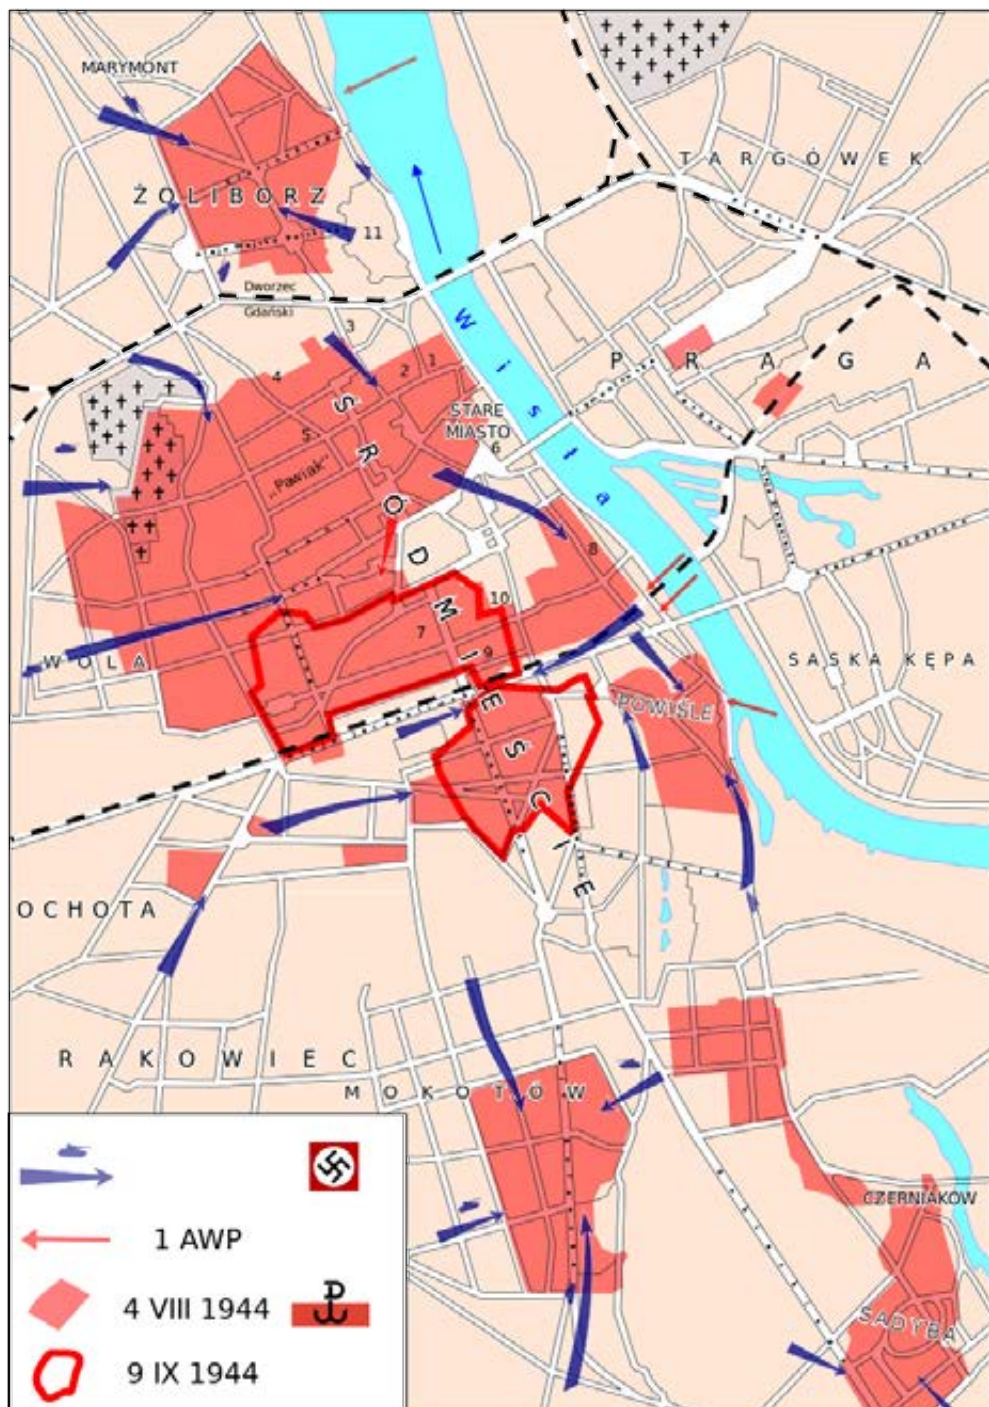 MARYMONT
TARGÓWEK
ŻOLIBORZ
11
Dworzec
Gdański
3
Wisła
1
2
4
PRAGA
STARE
MIASTO
5
6
„Pawiak”
ŚRÓDMIEŚCIE
8
10
7
9
WOLA
SASKA KĘPA
POWIŚLE
OCHOTA
RAKOWIEC
MOKOTÓW
CZERNIAKÓW
SADYBA
1 AWP
4 VIII 1944
9 IX 1944